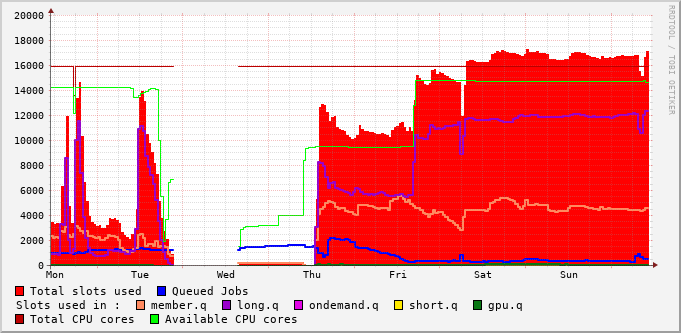 20000
18000
16000
14000
12000
10000
8000
6000
4000
2000
0
Mon Tue Wed Thu Fri Sat Sun
RRDTOOL / TOBI OETIKER
Total slots used Queued Jobs
Slots used in : member.q long.q ondemand.q short.q gpu.q
Total CPU cores Available CPU cores